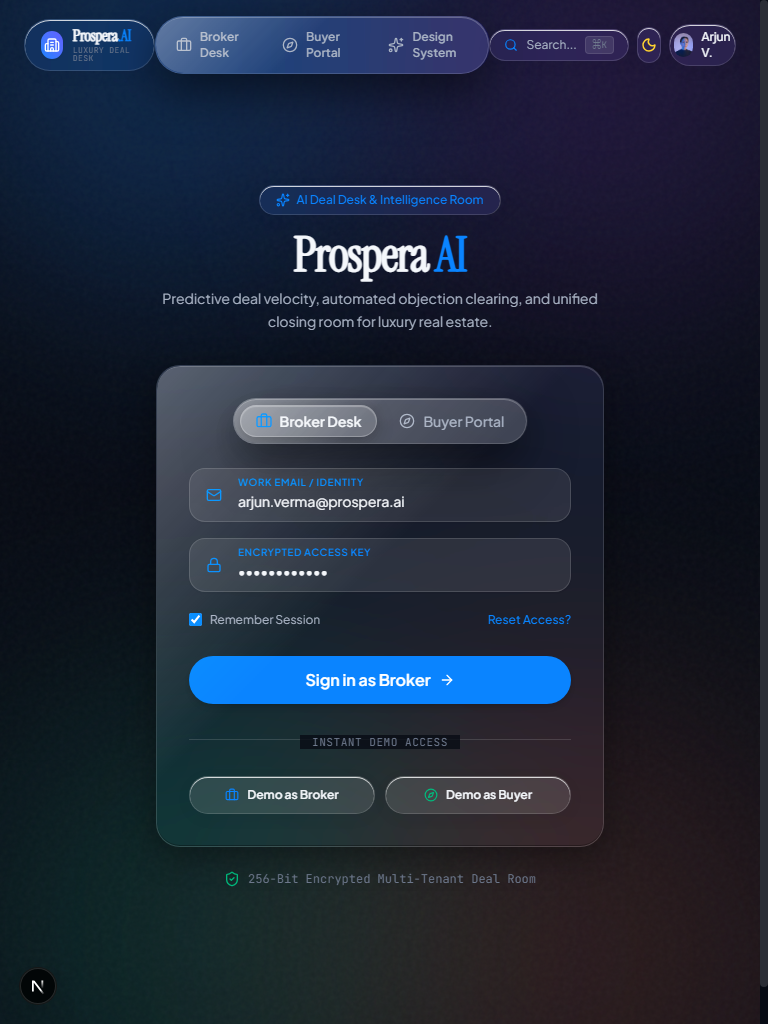 Prospera AI
LUXURY DEAL
DESK
Broker
Desk
Buyer
Portal
Design
System
Search...
⌘K
Arjun
V.
AI Deal Desk & Intelligence Room
Prospera AI
Predictive deal velocity, automated objection clearing, and unified
closing room for luxury real estate.
Broker Desk
Buyer Portal
WORK EMAIL / IDENTITY
arjun.verma@prospera.ai
ENCRYPTED ACCESS KEY
••••••••••••
Remember Session
Reset Access?
Sign in as Broker →
INSTANT DEMO ACCESS
Demo as Broker
Demo as Buyer
256-Bit Encrypted Multi-Tenant Deal Room
N